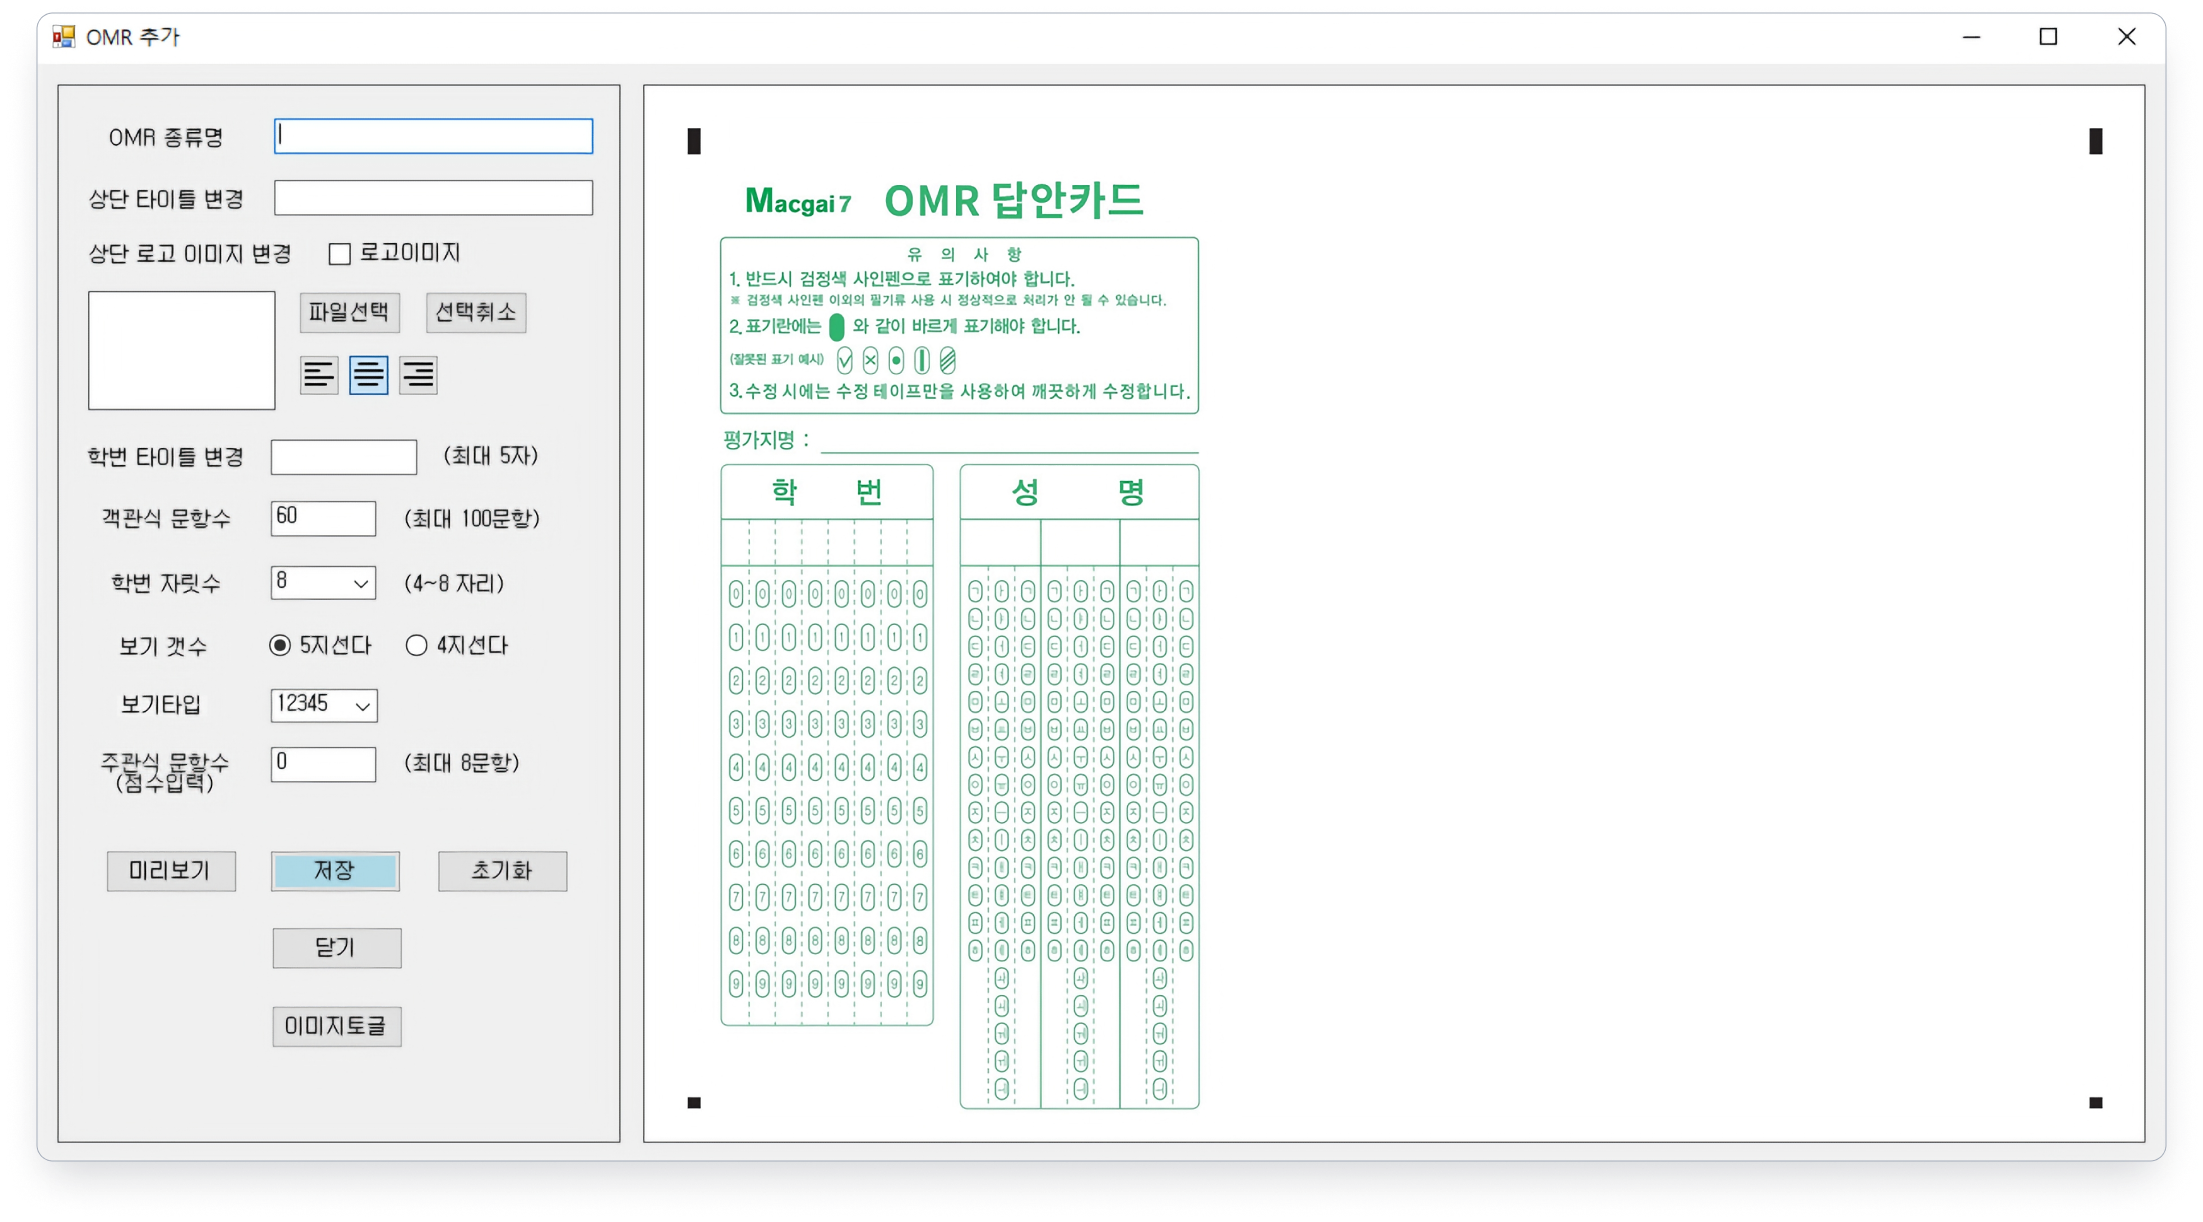 OMR 추가
OMR 종류명
상단 타이틀 변경
상단 로고 이미지 변경 로고이미지
파일선택 선택취소
학번 타이틀 변경 (최대 5자)
객관식 문항수 60 (최대 100문항)
학번 자릿수 8 (4~8 자리)
보기 갯수 5지선다 4지선다
보기타입 12345
주관식 문항수 0 (최대 8문항)
(점수입력)
미리보기 저장 초기화
닫기
이미지토글
Macgai7 OMR 답안카드
유 의 사 항
1. 반드시 검정색 사인펜으로 표기하여야 합니다.
※ 검정색 사인펜 이외의 필기류 사용 시 정상적으로 처리가 안 될 수 있습니다.
2. 표기란에는 와 같이 바르게 표기해야 합니다.
(잘못된 표기 예시)
3. 수정 시에는 수정 테이프만을 사용하여 깨끗하게 수정합니다.
평가지명 :
학 번
0 0 0 0 0 0 0 0
1 1 1 1 1 1 1 1
2 2 2 2 2 2 2 2
3 3 3 3 3 3 3 3
4 4 4 4 4 4 4 4
5 5 5 5 5 5 5 5
6 6 6 6 6 6 6 6
7 7 7 7 7 7 7 7
8 8 8 8 8 8 8 8
9 9 9 9 9 9 9 9
성 명
ㄱ ㅏ ㄱ ㄱ ㅏ ㄱ ㄱ ㅏ ㄱ
ㄴ ㅑ ㄴ ㄴ ㅑ ㄴ ㄴ ㅑ ㄴ
ㄷ ㅓ ㄷ ㄷ ㅓ ㄷ ㄷ ㅓ ㄷ
ㄹ ㅕ ㄹ ㄹ ㅕ ㄹ ㄹ ㅕ ㄹ
ㅁ ㅗ ㅁ ㅁ ㅗ ㅁ ㅁ ㅗ ㅁ
ㅂ ㅛ ㅂ ㅂ ㅛ ㅂ ㅂ ㅛ ㅂ
ㅅ ㅜ ㅅ ㅅ ㅜ ㅅ ㅅ ㅜ ㅅ
ㅇ ㅠ ㅇ ㅇ ㅠ ㅇ ㅇ ㅠ ㅇ
ㅈ ㅡ ㅈ ㅈ ㅡ ㅈ ㅈ ㅡ ㅈ
ㅊ ㅣ ㅊ ㅊ ㅣ ㅊ ㅊ ㅣ ㅊ
ㅋ ㅐ ㅋ ㅋ ㅐ ㅋ ㅋ ㅐ ㅋ
ㅌ ㅒ ㅌ ㅌ ㅒ ㅌ ㅌ ㅒ ㅌ
ㅍ ㅔ ㅍ ㅍ ㅔ ㅍ ㅍ ㅔ ㅍ
ㅎ ㅖ ㅎ ㅎ ㅖ ㅎ ㅎ ㅖ ㅎ
ㅘ ㅘ ㅘ
ㅚ ㅚ ㅚ
ㅝ ㅝ ㅝ
ㅟ ㅟ ㅟ
ㅢ ㅢ ㅢ